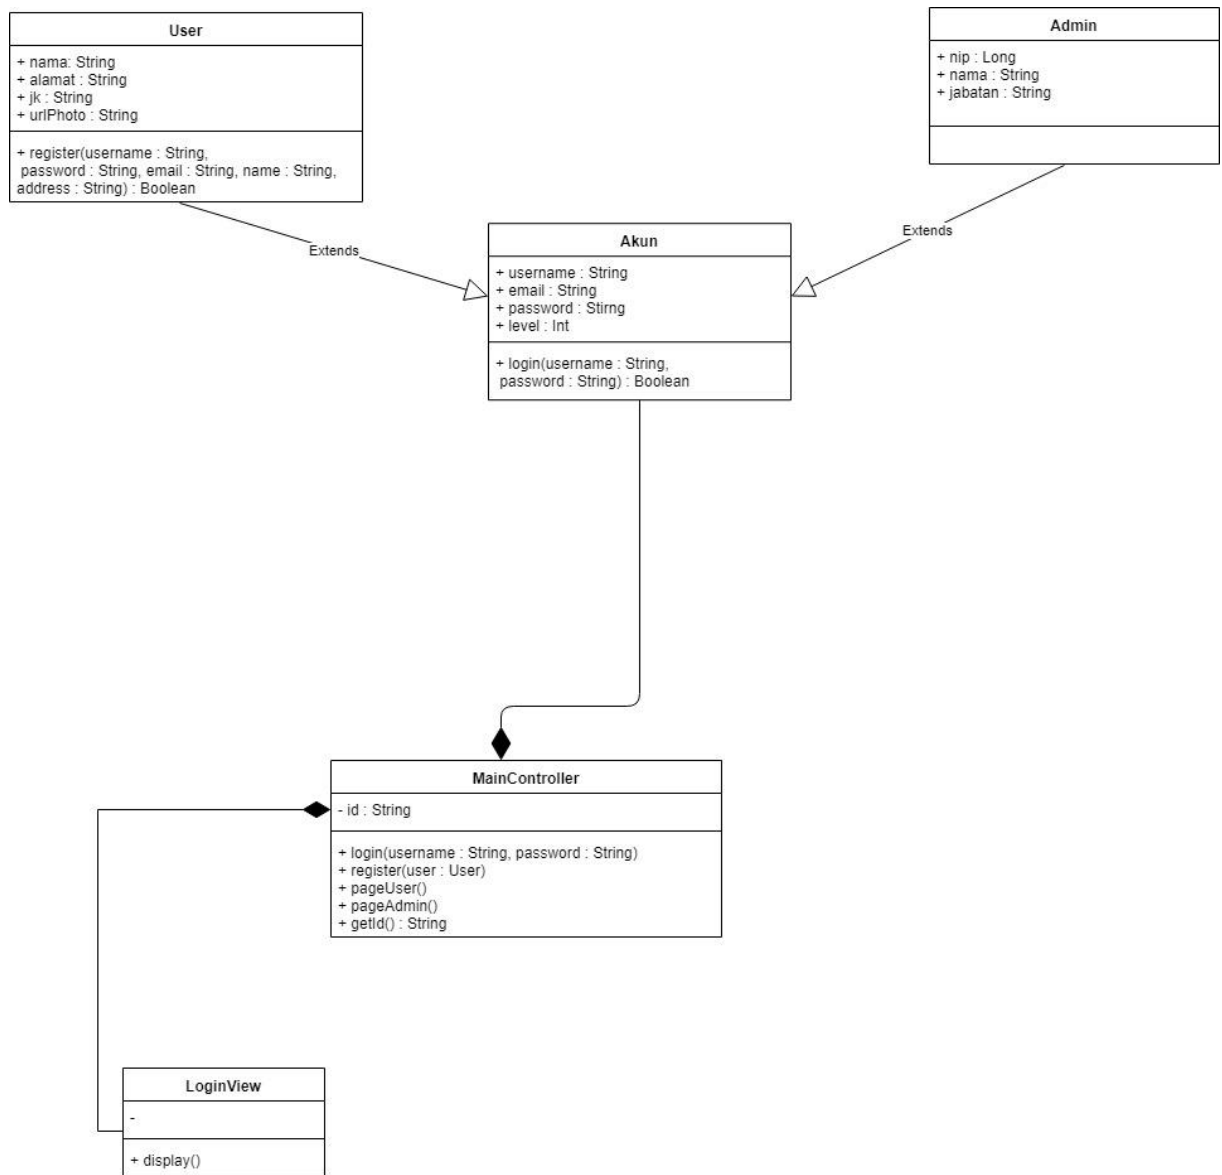 User
+ nama: String
+ alamat : String
+ jk : String
+ urlPhoto : String
+ register(username : String,
password : String, email : String, name : String,
address : String) : Boolean
Admin
+ nip : Long
+ nama : String
+ jabatan : String
Extends
Extends
Akun
+ username : String
+ email : String
+ password : Stirng
+ level : Int
+ login(username : String,
password : String) : Boolean
MainController
- id : String
+ login(username : String, password : String)
+ register(user : User)
+ pageUser()
+ pageAdmin()
+ getId() : String
LoginView
-
+ display()